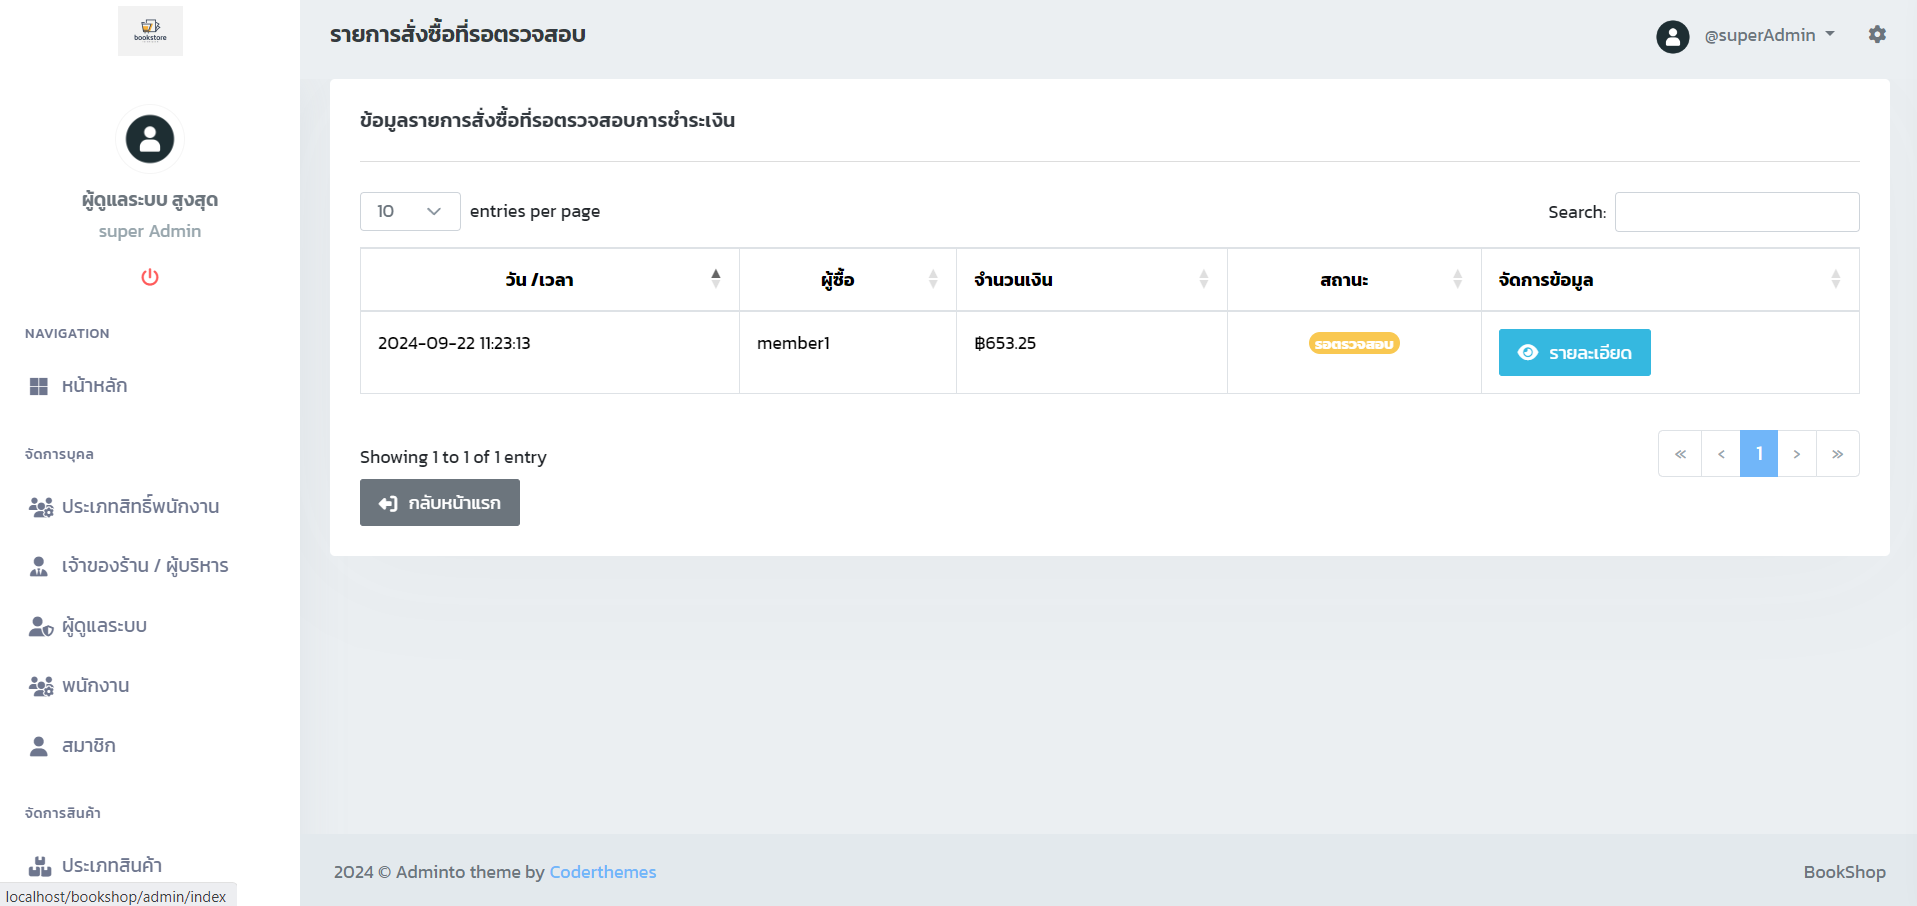 bookstore
ผู้ดูแลระบบ สูงสุด
super Admin
NAVIGATION
หน้าหลัก
จัดการบุคล
ประเภทสิทธิ์พนักงาน
เจ้าของร้าน / ผู้บริหาร
ผู้ดูแลระบบ
พนักงาน
สมาชิก
จัดการสินค้า
ประเภทสินค้า
localhost/bookshop/admin/index
รายการสั่งซื้อที่รอตรวจสอบ
@superAdmin
ข้อมูลรายการสั่งซื้อที่รอตรวจสอบการชำระเงิน
10 entries per page
Search:
วัน /เวลา ผู้ซื้อ จำนวนเงิน สถานะ จัดการข้อมูล
2024-09-22 11:23:13 member1 ฿653.25 รอตรวจสอบ รายละเอียด
Showing 1 to 1 of 1 entry
« ‹ 1 › »
กลับหน้าแรก
2024 © Adminto theme by Coderthemes
BookShop